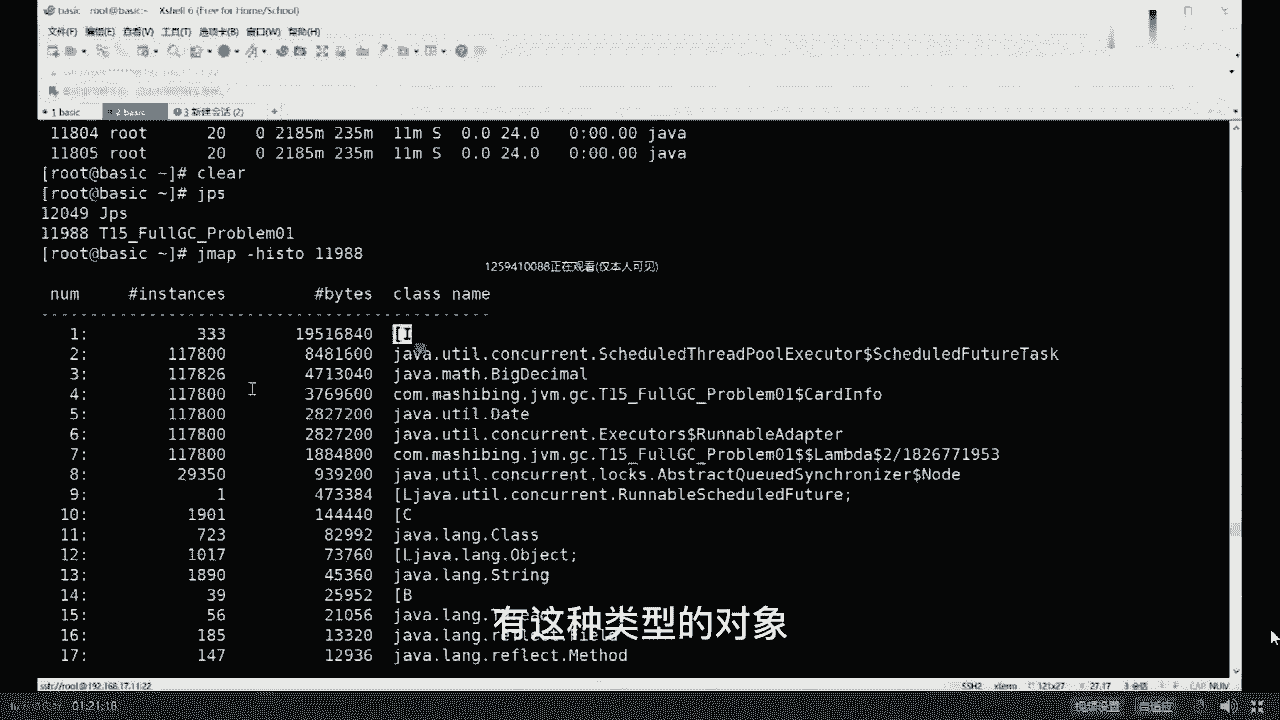 basic root@basic:~ Xshell 6 (Free for Home/School)
文件(F) 编辑(E) 查看(V) 工具(T) 选项卡(B) 窗口(W) 帮助(H)
1 basic 2 basic 3 新建会话 (2) +
11804 root 20 0 2185m 235m 11m S 0.0 24.0 0:00.00 java
11805 root 20 0 2185m 235m 11m S 0.0 24.0 0:00.00 java
[root@basic ~]# clear
[root@basic ~]# jps
12049 Jps
11988 T15_FullGC_Problem01
[root@basic ~]# jmap -histo 11988
1259410088正在观看(仅本人可见)
num #instances #bytes class name
----------------------------------------------
1: 333 19516840 [I
2: 117800 8481600 java.util.concurrent.ScheduledThreadPoolExecutor$ScheduledFutureTask
3: 117826 4713040 java.math.BigDecimal
4: 117800 3769600 com.mashibing.jvm.gc.T15_FullGC_Problem01$CardInfo
5: 117800 2827200 java.util.Date
6: 117800 2827200 java.util.concurrent.Executors$RunnableAdapter
7: 117800 1884800 com.mashibing.jvm.gc.T15_FullGC_Problem01$$Lambda$2/1826771953
8: 29350 939200 java.util.concurrent.locks.AbstractQueuedSynchronizer$Node
9: 1 473384 [Ljava.util.concurrent.RunnableScheduledFuture;
10: 1901 144440 [C
11: 723 82992 java.lang.Class
12: 1017 73760 [Ljava.lang.Object;
13: 1890 45360 java.lang.String
14: 39 25952 [B
15: 56 21056 java.lang.Thread
16: 185 13320 java.lang.reflect.Field
17: 147 12936 java.lang.reflect.Method
有这种类型的对象
ssh://root@192.168.17.11:22 SSH2 xterm 121x27 27,17 3 会话 CAP NUM
01:21:18